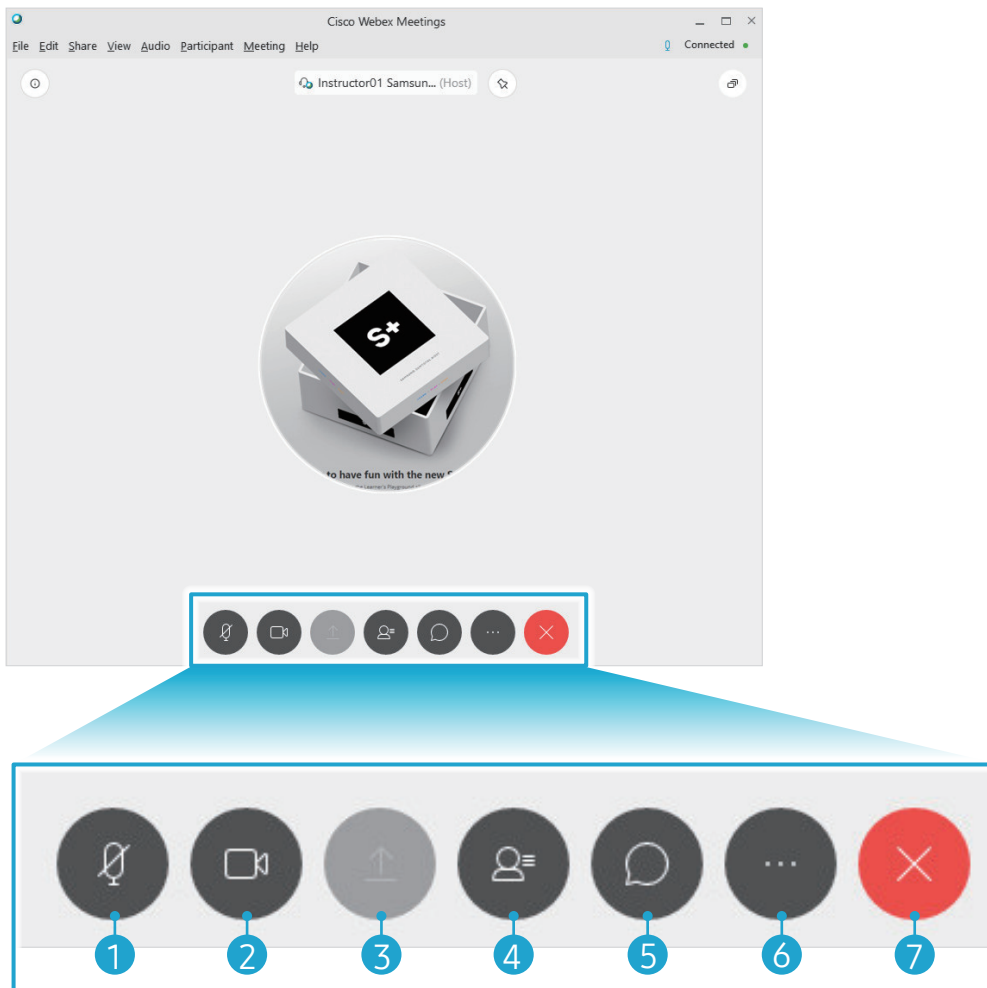 Cisco Webex Meetings
File Edit Share View Audio Participant Meeting Help
Connected
Instructor01 Samsun... (Host)
S+
to have fun with the new S
1 2 3 4 5 6 7